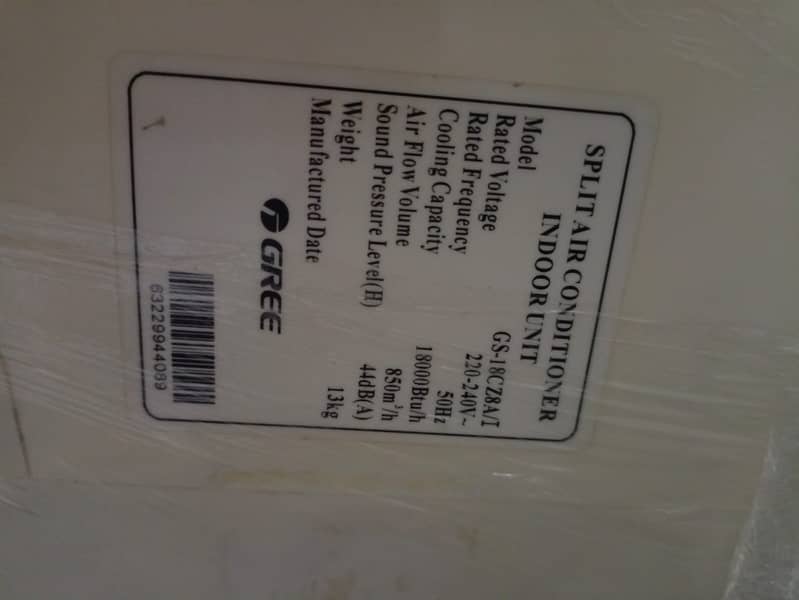 SPLIT AIR CONDITIONER
INDOOR UNIT
Model GS-18CZ8A/I
Rated Voltage 220-240V~
Rated Frequency 50Hz
Cooling Capacity 18000Btu/h
Air Flow Volume 850m³/h
Sound Pressure Level(H) 44dB(A)
Weight 13kg
Manufactured Date
GREE
63229944089